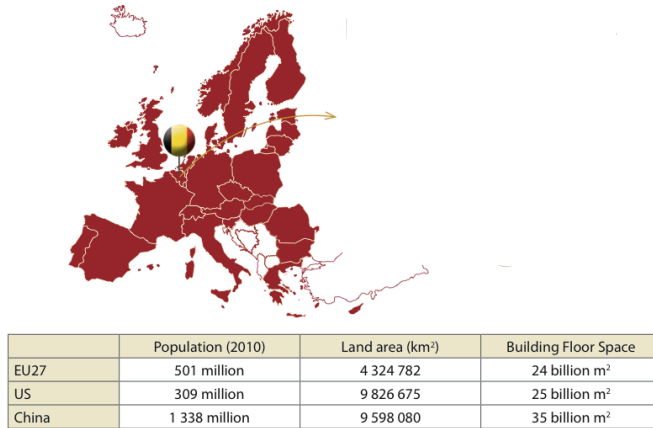 Population (2010) Land area (km²) Building Floor Space
EU27 501 million 4 324 782 24 billion m²
US 309 million 9 826 675 25 billion m²
China 1 338 million 9 598 080 35 billion m²